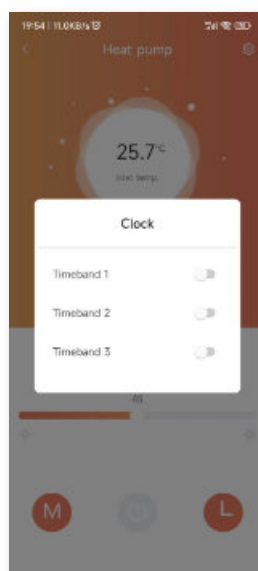 19:54 | 11.0KB/s
Heat pump
25.7°C
Inlet temp.
Clock
Timeband 1
Timeband 2
Timeband 3
M